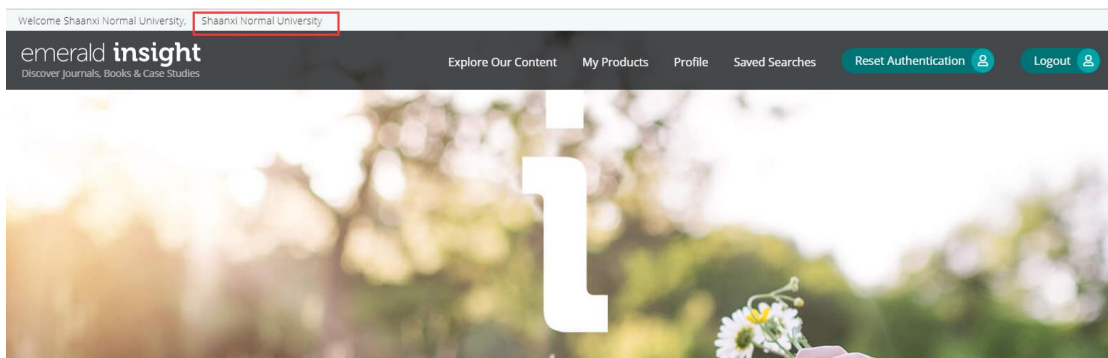 Welcome Shaanxi Normal University, Shaanxi Normal University
emerald insight
Discover Journals, Books & Case Studies
Explore Our Content My Products Profile Saved Searches Reset Authentication Logout
i